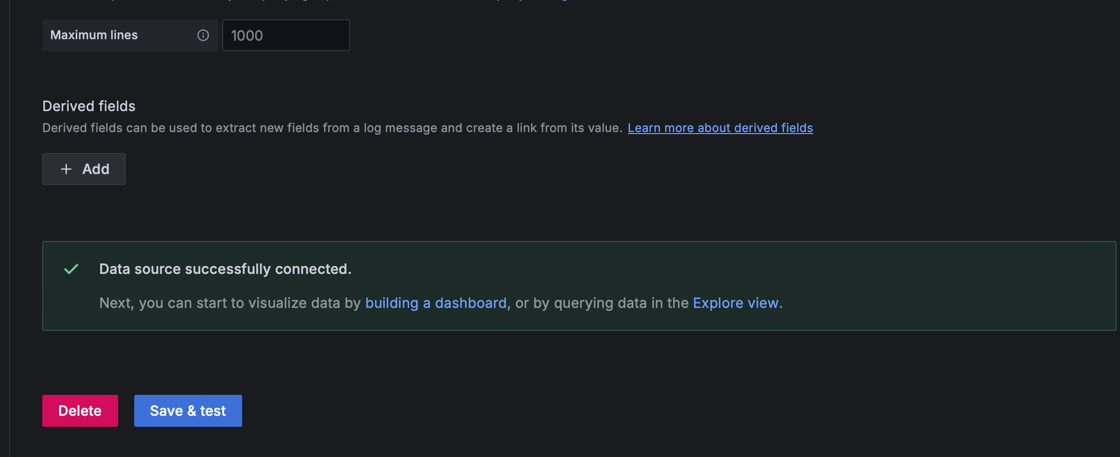 Maximum lines
1000
Derived fields
Derived fields can be used to extract new fields from a log message and create a link from its value. Learn more about derived fields
Add
Data source successfully connected.
Next, you can start to visualize data by building a dashboard, or by querying data in the Explore view.
Delete Save & test